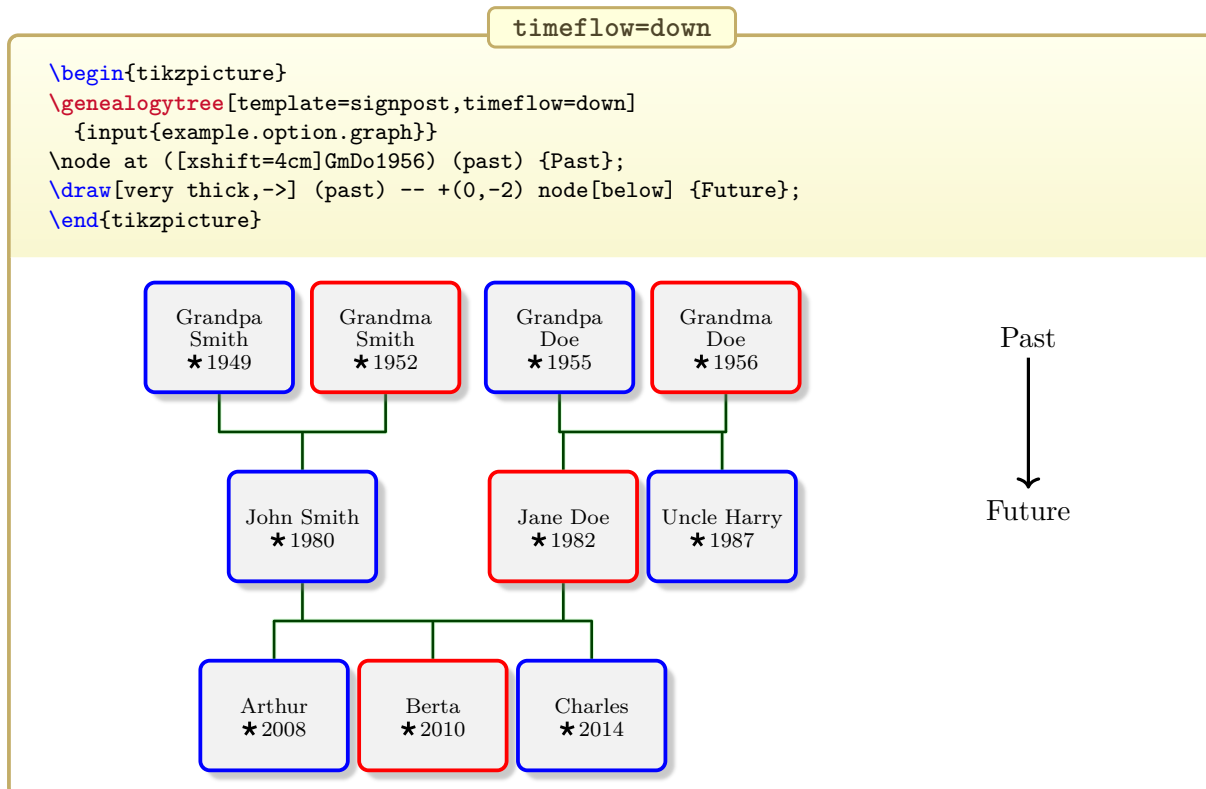 timeflow=down
\begin{tikzpicture}
\genealogytree[template=signpost,timeflow=down]
  {input{example.option.graph}}
\node at ([xshift=4cm]GmDo1956) (past) {Past};
\draw[very thick,->] (past) -- +(0,-2) node[below] {Future};
\end{tikzpicture}
Grandpa
Smith
★1949
Grandma
Smith
★1952
Grandpa
Doe
★1955
Grandma
Doe
★1956
Past
John Smith
★1980
Jane Doe
★1982
Uncle Harry
★1987
Future
Arthur
★2008
Berta
★2010
Charles
★2014